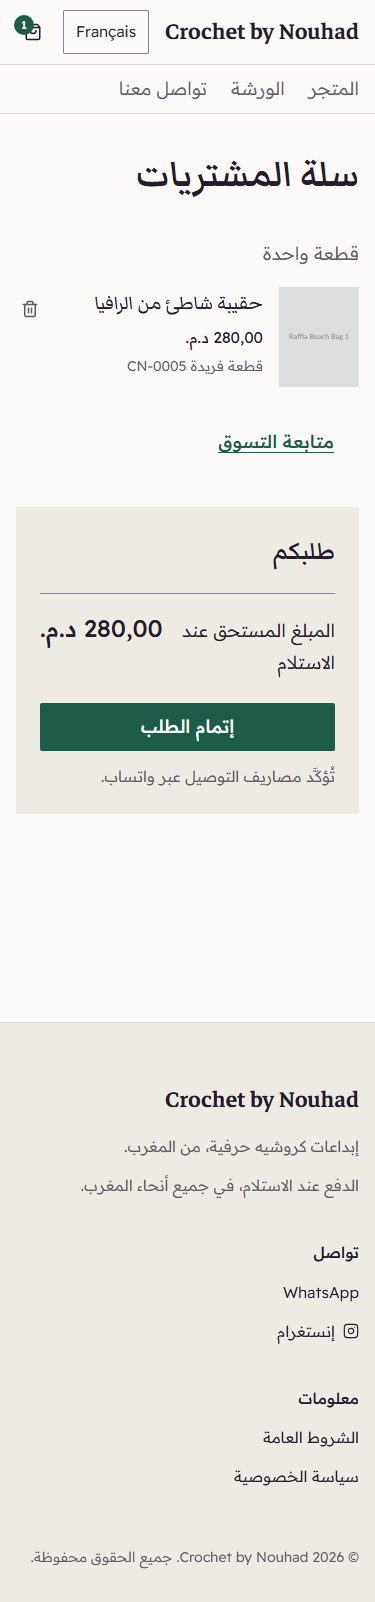 Crochet by Nouhad
Français
1
المتجر الورشة تواصل معنا
سلة المشتريات
قطعة واحدة
Raffia Beach Bag 1
حقيبة شاطئ من الرافيا
280,00 د.م.
قطعة فريدة CN-0005
متابعة التسوق
طلبكم
المبلغ المستحق عند الاستلام
280,00 د.م.
إتمام الطلب
تُؤكَّد مصاريف التوصيل عبر واتساب.
Crochet by Nouhad
إبداعات كروشيه حرفية، من المغرب.
الدفع عند الاستلام، في جميع أنحاء المغرب.
تواصل
WhatsApp
إنستغرام
معلومات
الشروط العامة
سياسة الخصوصية
© 2026 Crochet by Nouhad. جميع الحقوق محفوظة.